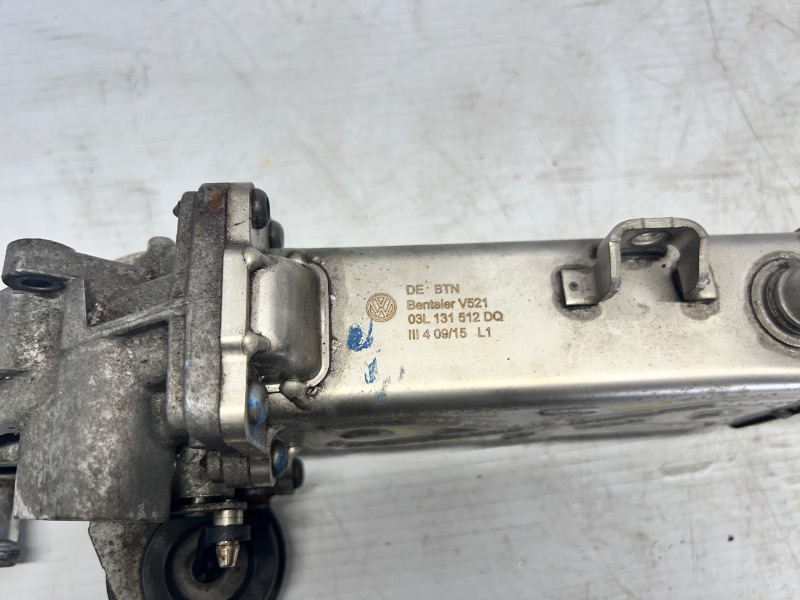 DE BTN
Benteler V521
03L 131 512 DQ
III 4 09/15 L1